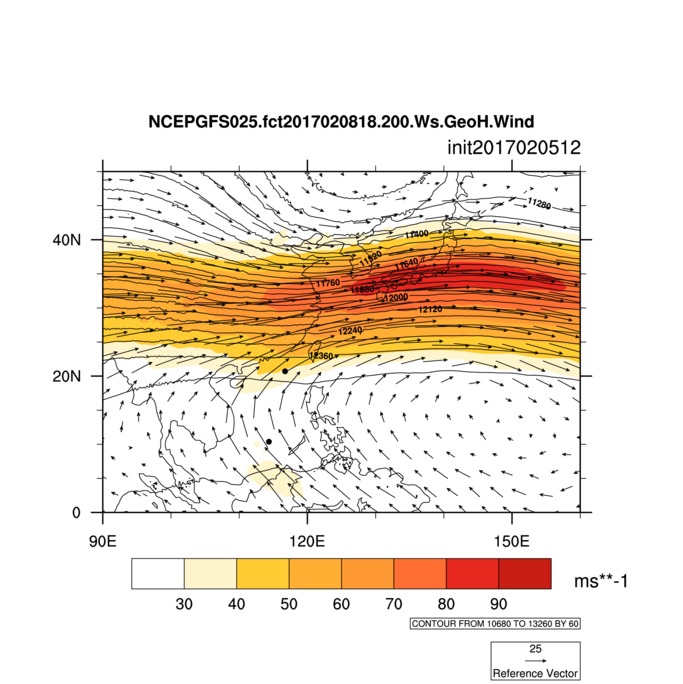 NCEPGFS025.fct2017020818.200.Ws.GeoH.Wind
init2017020512
11280
40N
11400
11520
11640
11760
11880
12000
12120
12240
12360
20N
0
90E
120E
150E
ms**-1
30
40
50
60
70
80
90
CONTOUR FROM 10680 TO 13260 BY 60
25
Reference Vector